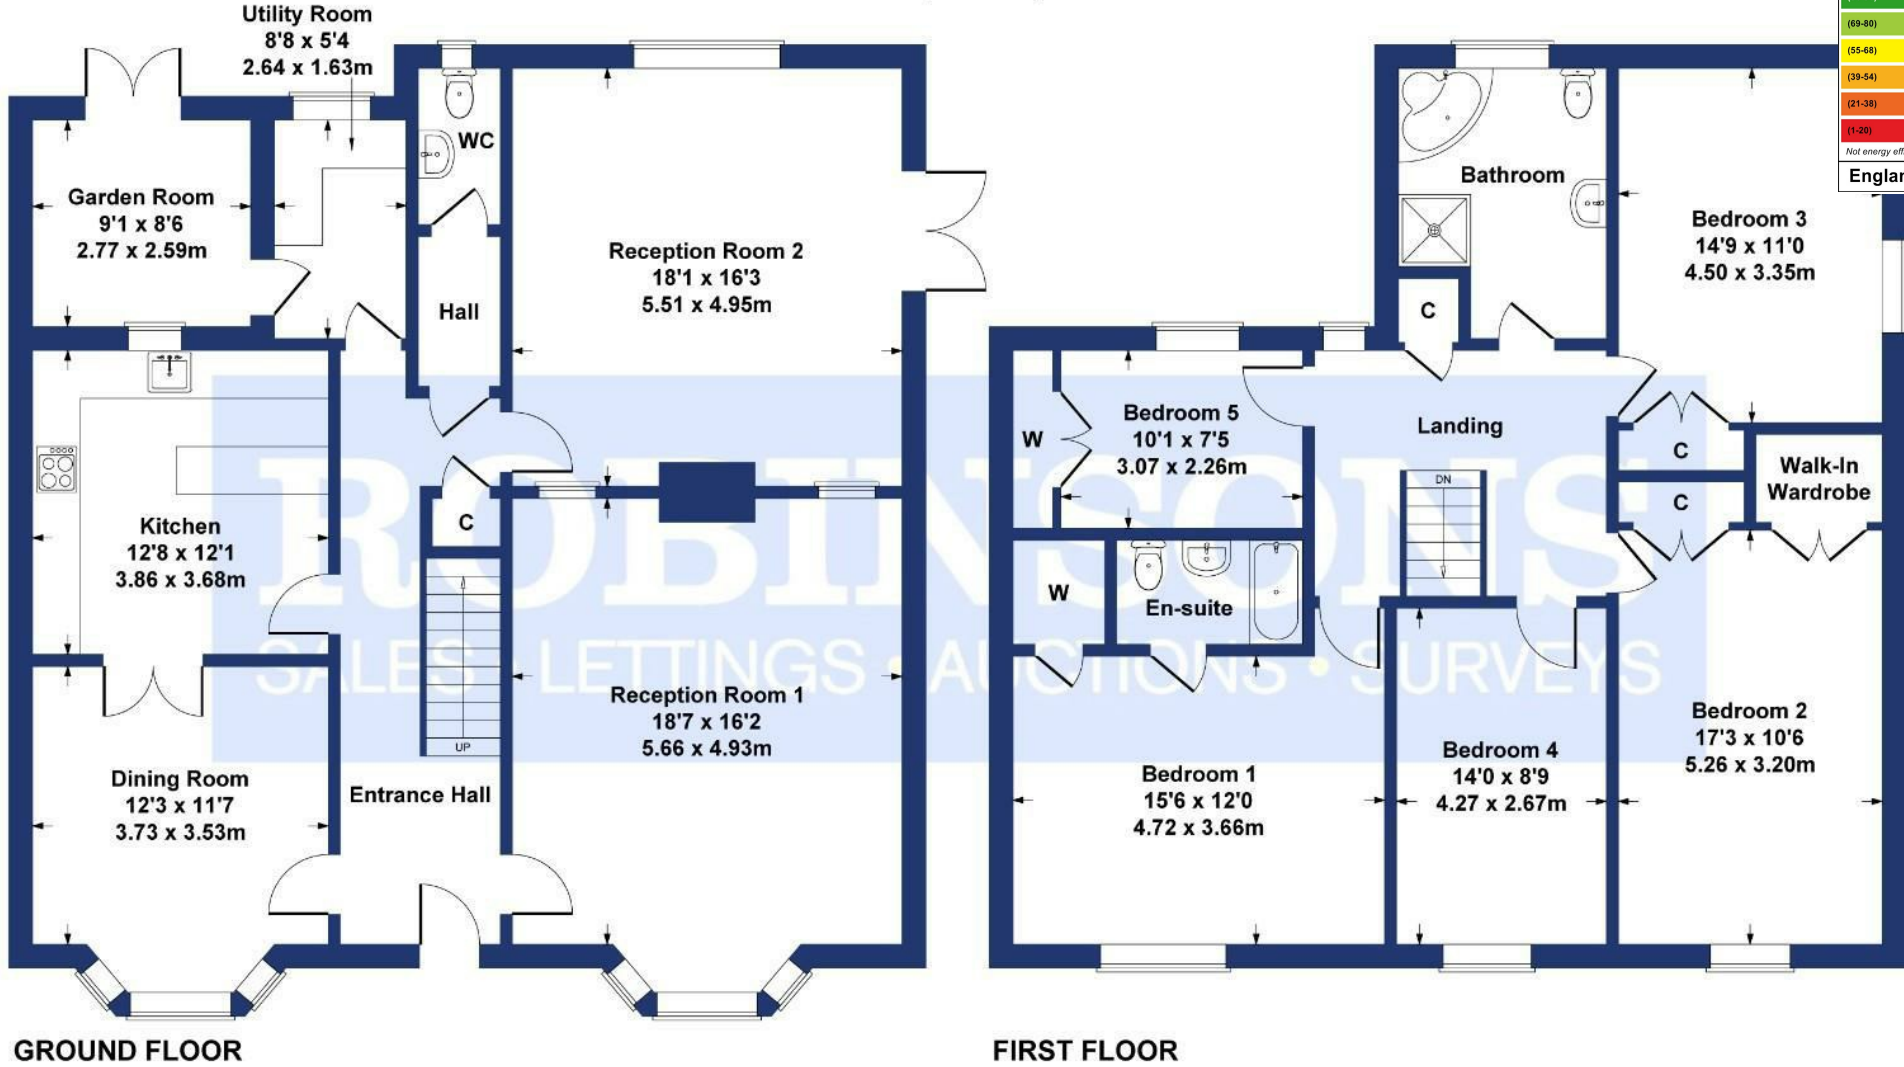 Utility Room
8'8 x 5'4
2.64 x 1.63m
WC
Garden Room
9'1 x 8'6
2.77 x 2.59m
Hall
Reception Room 2
18'1 x 16'3
5.51 x 4.95m
Kitchen
12'8 x 12'1
3.86 x 3.68m
C
UP
Reception Room 1
18'7 x 16'2
5.66 x 4.93m
Dining Room
12'3 x 11'7
3.73 x 3.53m
Entrance Hall
GROUND FLOOR
Bathroom
Bedroom 3
14'9 x 11'0
4.50 x 3.35m
C
Bedroom 5
10'1 x 7'5
3.07 x 2.26m
W
Landing
DN
C
C
Walk-In
Wardrobe
W
En-suite
Bedroom 1
15'6 x 12'0
4.72 x 3.66m
Bedroom 4
14'0 x 8'9
4.27 x 2.67m
Bedroom 2
17'3 x 10'6
5.26 x 3.20m
FIRST FLOOR
ROBINSONS
SALES • LETTINGS • AUCTIONS • SURVEYS
(69-80)
(55-68)
(39-54)
(21-38)
(1-20)
Not energy eff
Englan